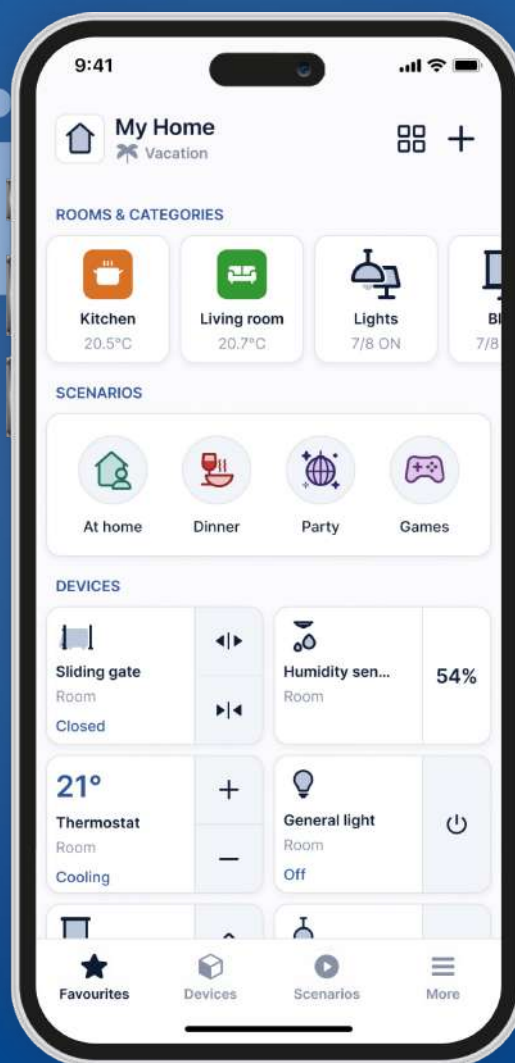 9:41
My Home
Vacation
ROOMS & CATEGORIES
Kitchen
20.5°C
Living room
20.7°C
Lights
7/8 ON
Bl
7/8
SCENARIOS
At home
Dinner
Party
Games
DEVICES
Sliding gate
Room
Closed
Humidity sen...
Room
54%
21°
Thermostat
Room
Cooling
General light
Room
Off
Favourites
Devices
Scenarios
More